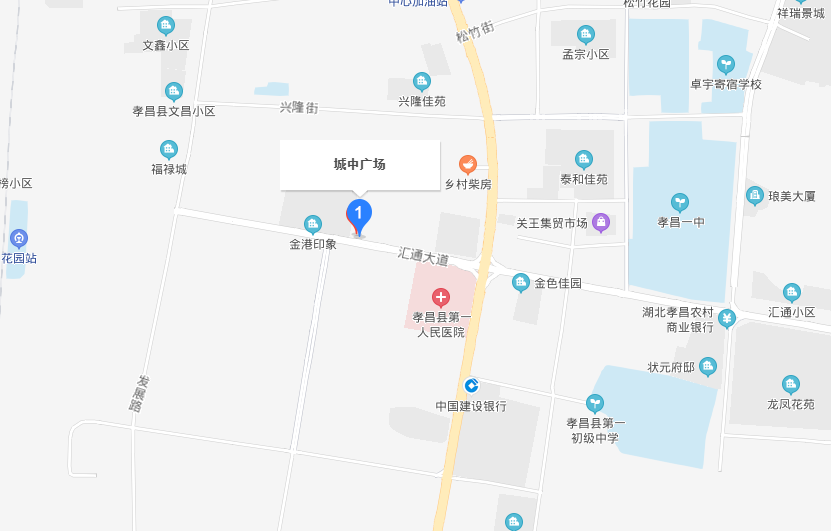 中心加油站
松竹花园
祥瑞景城
松竹街
文鑫小区
孟宗小区
卓宇寄宿学校
兴隆佳苑
兴隆街
孝昌县文昌小区
城中广场
福禄城
乡村柴房
泰和佳苑
榜小区
琅美大厦
1
关王集贸市场
孝昌一中
金港印象
花园站
汇通大道
金色佳园
湖北孝昌农村
商业银行
汇通小区
孝昌县第一
人民医院
状元府邸
发展路
龙凤花苑
中国建设银行
孝昌县第一
初级中学